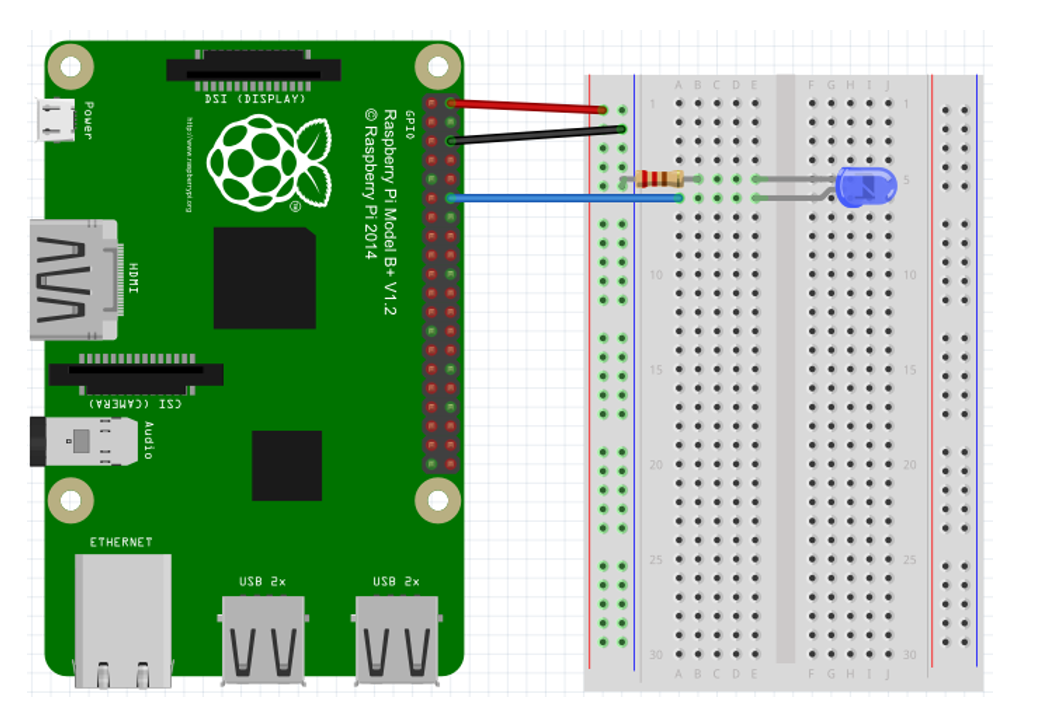 DSI (DISPLAY)
Power
http://www.raspberrypi.org
®
GPIO
Raspberry Pi Model B+ V1.2
© Raspberry Pi 2014
HDMI
CSI (CAMERA)
Audio
ETHERNET
USB 2x
USB 2x
A B C D E F G H I J
1 1
5
10 10
15 15
20 20
25 25
30 30
A B C D E F G H I J